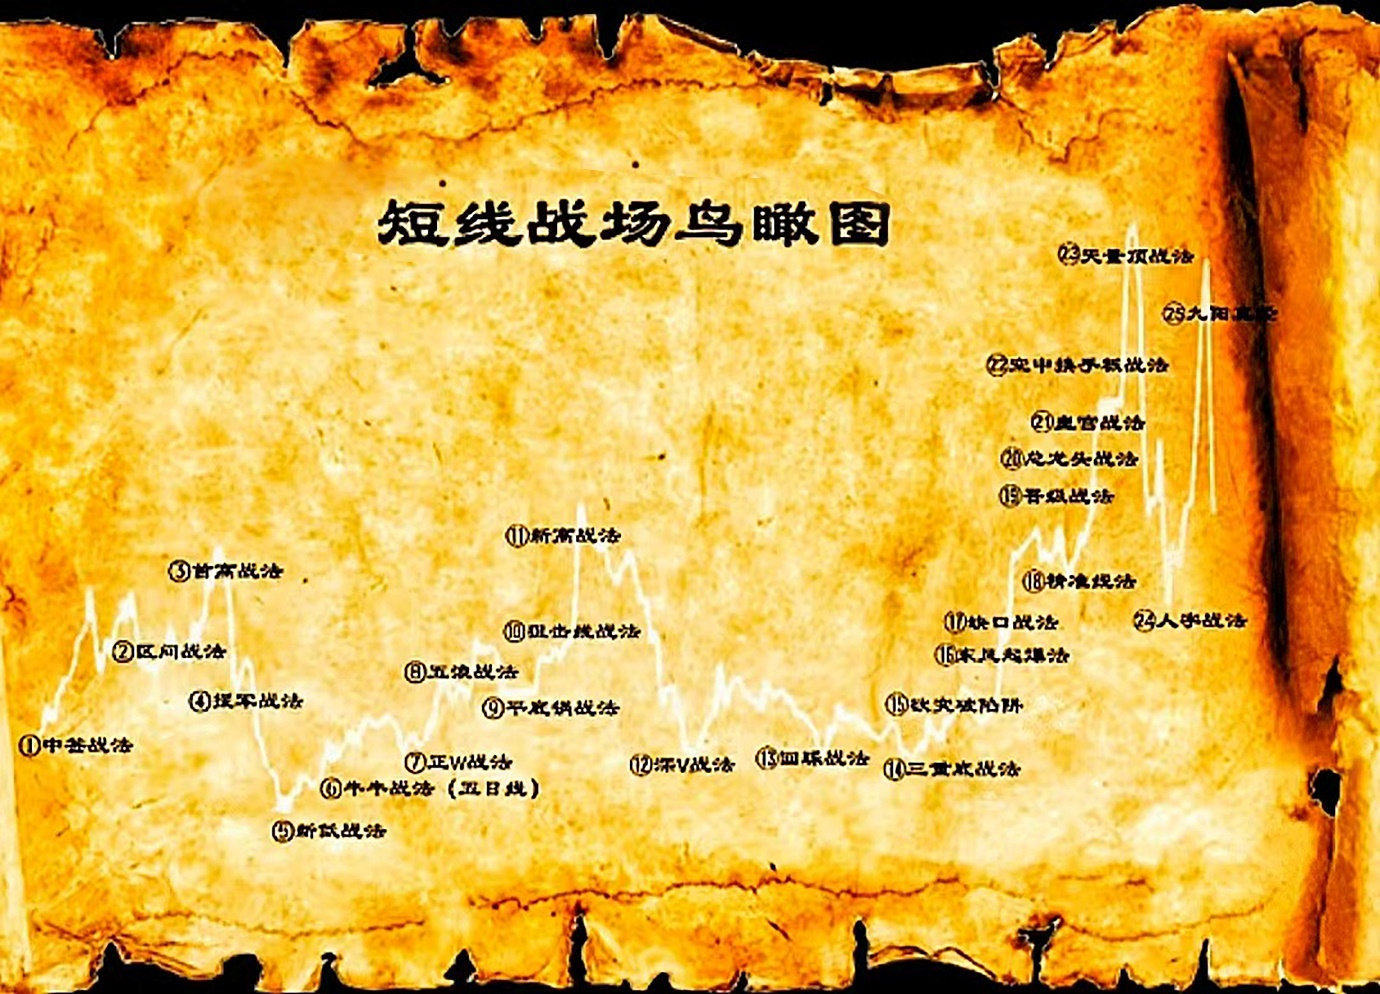 短线战场鸟瞰图
㉓天量顶战法
㉕九阳真经
㉒空中换手板战法
㉑皇宫战法
⑳龙龙头战法
⑲晋级战法
⑪新高战法
③首高战法
⑱精准线战法
⑰缺口战法
㉔人字战法
⑩狙击线战法
②区间战法
⑯东风起爆法
⑧五浪战法
④援军战法
⑨平底锅战法
⑮欲突破陷阱
①中签战法
⑦正W战法
⑫深V战法
⑬回踩战法
⑭三重底战法
⑥牛牛战法（五日线）
⑤新低战法